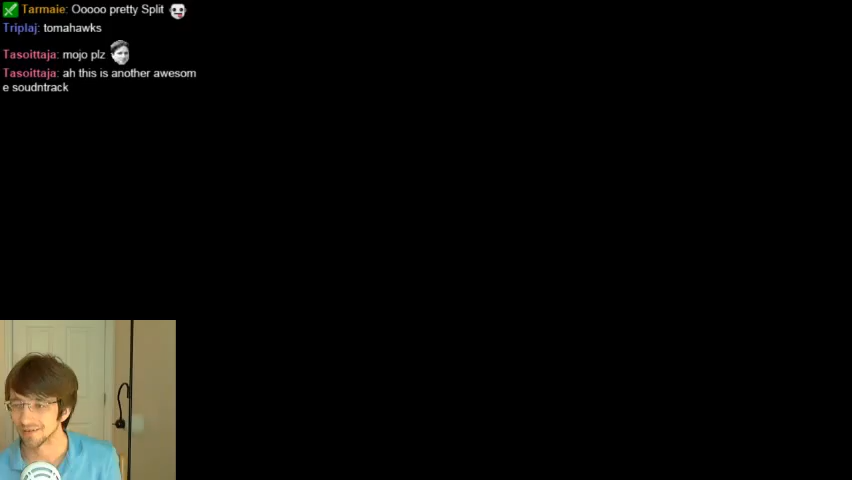 Tarmaie: Ooooo pretty Split
Triplaj: tomahawks
Tasoittaja: mojo plz
Tasoittaja: ah this is another awesom
e soudntrack